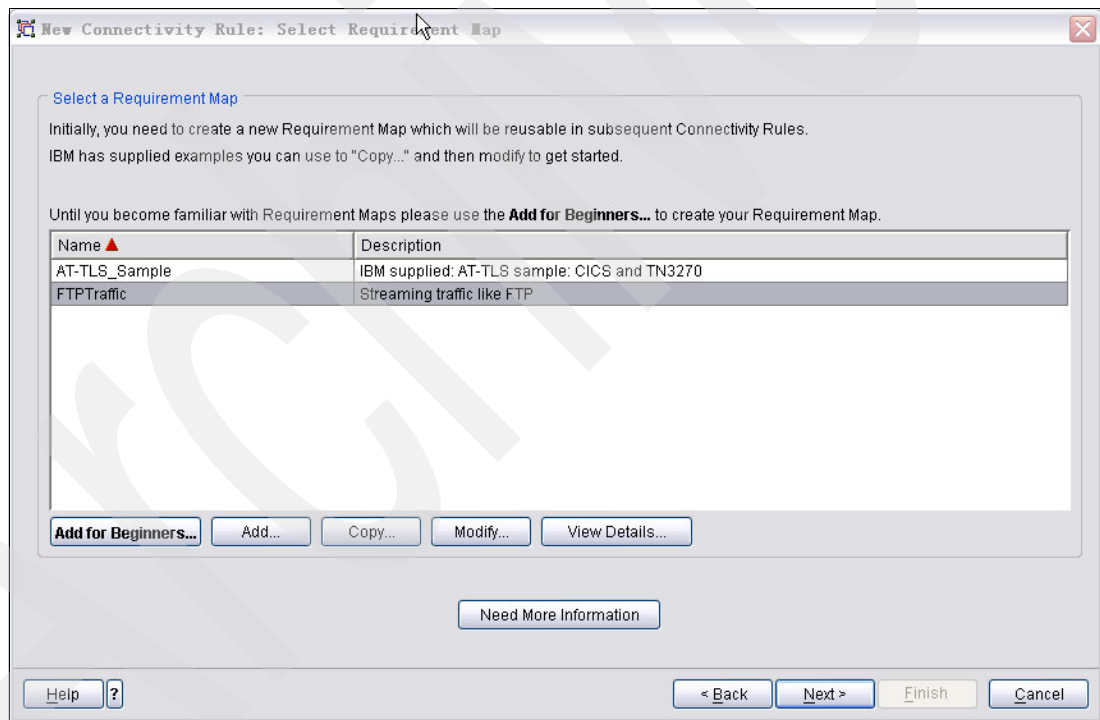 New Connectivity Rule: Select Requirement Map
Select a Requirement Map
Initially, you need to create a new Requirement Map which will be reusable in subsequent Connectivity Rules.
IBM has supplied examples you can use to "Copy..." and then modify to get started.
Until you become familiar with Requirement Maps please use the Add for Beginners... to create your Requirement Map.
Name Description
AT-TLS_Sample IBM supplied: AT-TLS sample: CICS and TN3270
FTPTraffic Streaming traffic like FTP
Add for Beginners... Add... Copy... Modify... View Details...
Need More Information
Help ? < Back Next > Finish Cancel